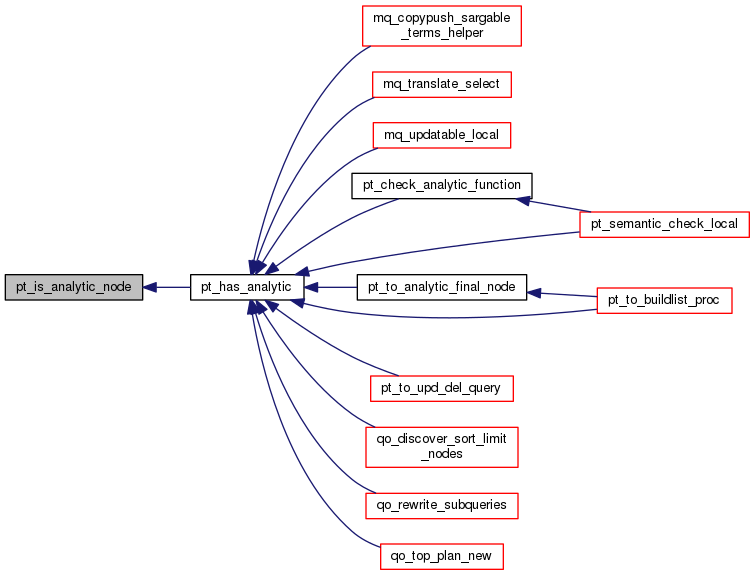 mq_copypush_sargable
_terms_helper
mq_translate_select
mq_updatable_local
pt_check_analytic_function
pt_semantic_check_local
pt_is_analytic_node
pt_has_analytic
pt_to_analytic_final_node
pt_to_buildlist_proc
pt_to_upd_del_query
qo_discover_sort_limit
_nodes
qo_rewrite_subqueries
qo_top_plan_new